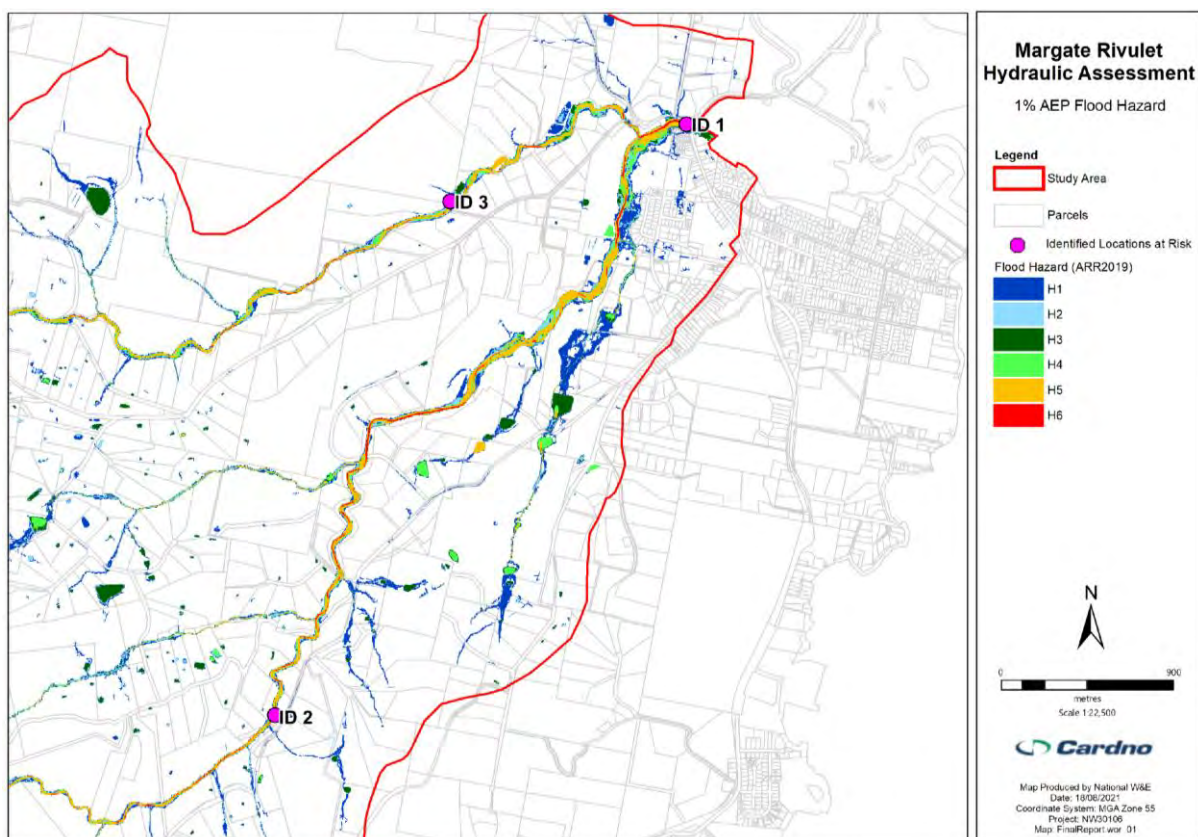 ID 1
ID 3
ID 2
Margate Rivulet
Hydraulic Assessment
1% AEP Flood Hazard
Legend
Study Area
Parcels
Identified Locations at Risk
Flood Hazard (ARR2019)
H1
H2
H3
H4
H5
H6
N
0 900
metres
Scale 1:22,500
Cardno
Map Produced by National W&E
Date: 18/08/2021
Coordinate System: MGA Zone 55
Project: NW30106
Map: FinalReport.wor 01